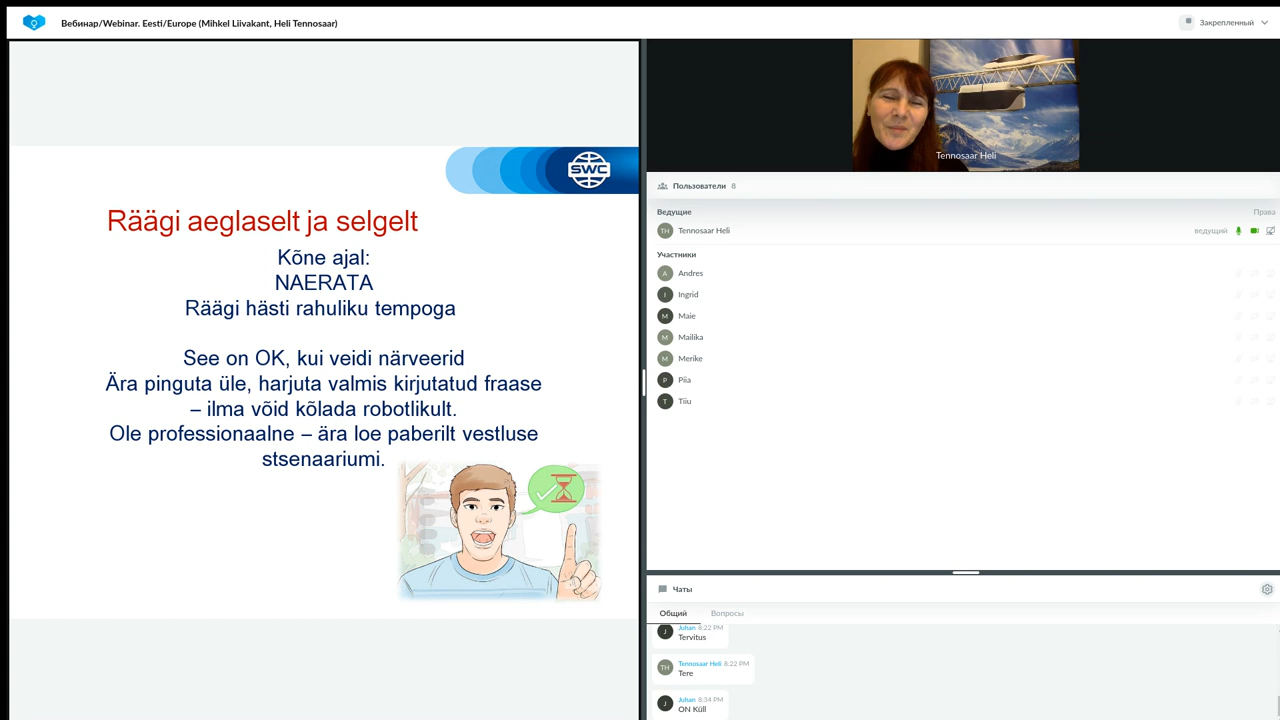 Вебинар/Webinar. Eesti/Europe (Mihkel Liivakant, Heli Tennosaar)
Закрепленный
SWC
Räägi aeglaselt ja selgelt
Kõne ajal:
NAERATA
Räägi hästi rahuliku tempoga
See on OK, kui veidi närveerid
Ära pinguta üle, harjuta valmis kirjutatud fraase
– ilma võid kõlada robotlikult.
Ole professionaalne – ära loe paberilt vestluse
stsenaariumi.
Tennosaar Heli
Пользователи 8
Ведущие Права
TH Tennosaar Heli ведущий
Участники
A Andres
I Ingrid
M Maie
M Mailika
M Merike
P Piia
T Tiiu
Чаты
Общий Вопросы
Juhan 8:22 PM
J Tervitus
Tennosaar Heli 8:22 PM
TH Tere
Juhan 8:34 PM
J ON Küll